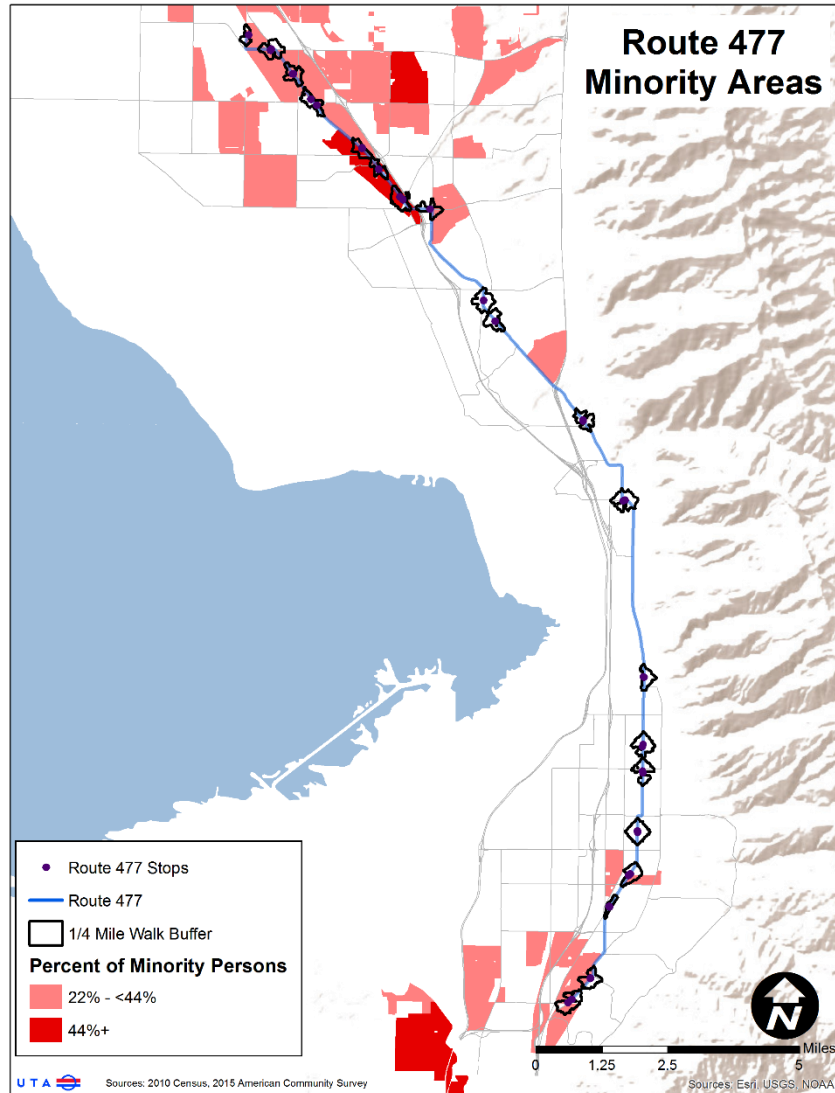 Route 477
Minority Areas
Route 477 Stops
Route 477
1/4 Mile Walk Buffer
Percent of Minority Persons
22% - <44%
44%+
N
Miles
0 1.25 2.5 5
U T A
Sources: 2010 Census, 2015 American Community Survey
Sources: Esri, USGS, NOAA